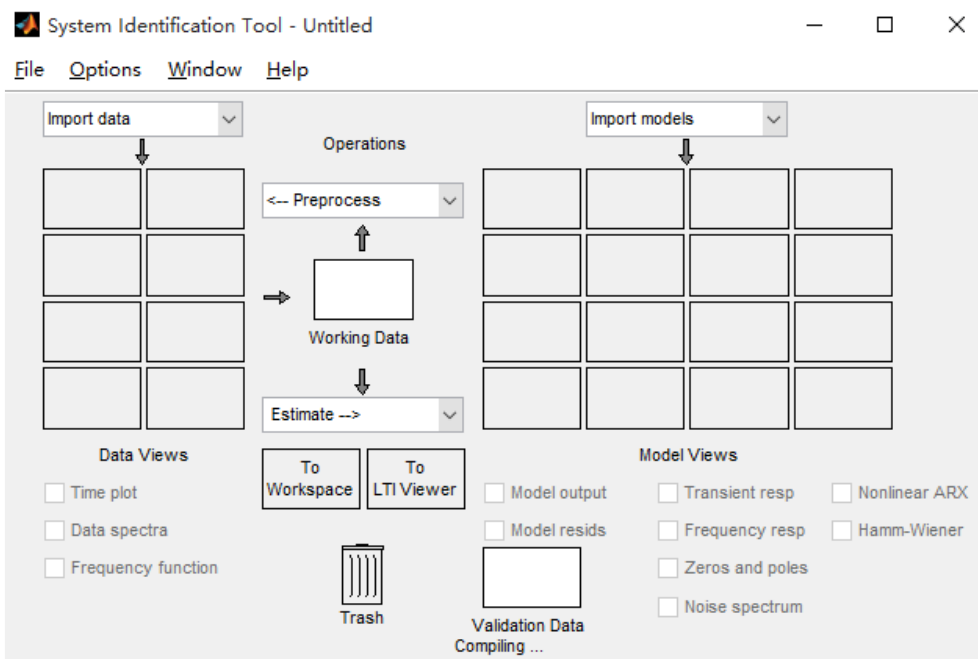 System Identification Tool - Untitled
File Options Window Help
Import data
Import models
Operations
<-- Preprocess
Working Data
Estimate -->
Data Views
Model Views
To
Workspace
To
LTI Viewer
Time plot
Data spectra
Frequency function
Model output
Transient resp
Nonlinear ARX
Model resids
Frequency resp
Hamm-Wiener
Zeros and poles
Noise spectrum
Trash
Validation Data
Compiling ...